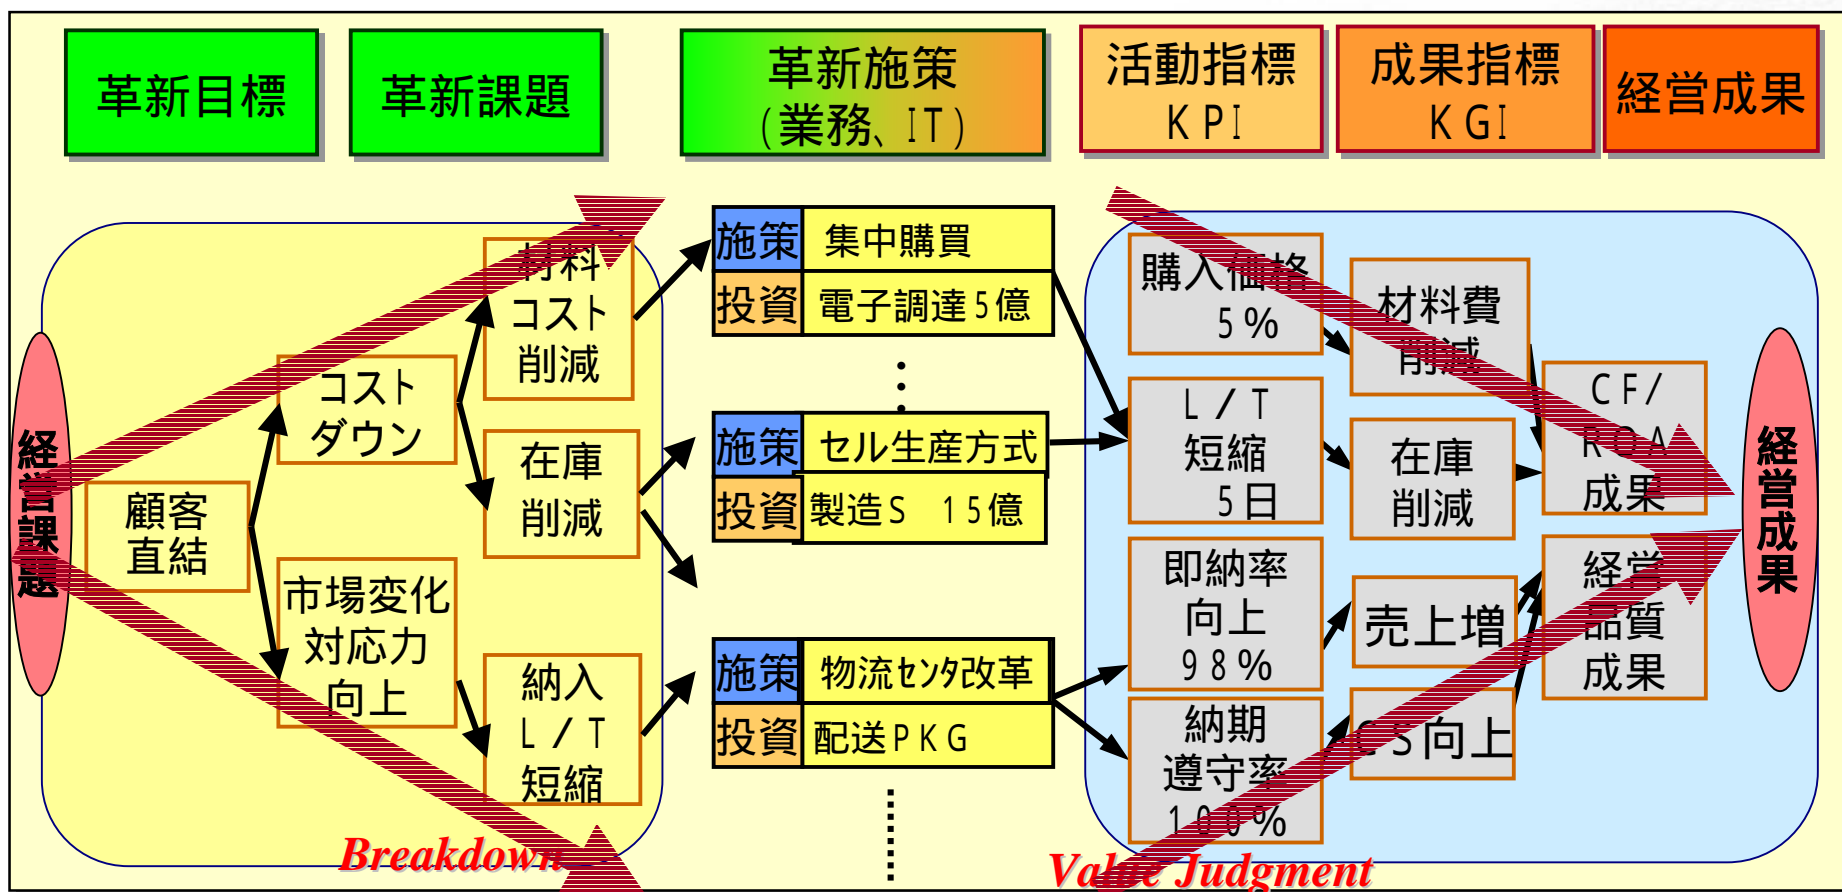 革新目標
革新課題
革新施策
(業務、IT)
活動指標
KPI
成果指標
KGI
経営成果
経営課題
顧客
直結
コスト
ダウン
市場変化
対応力
向上
材料
コスト
削減
在庫
削減
納入
L/T
短縮
施策 集中購買
投資 電子調達5億
施策 セル生産方式
投資 製造S 15億
施策 物流センタ改革
投資 配送PKG
購入価格
5%
L/T
短縮
5日
即納率
向上
98%
納期
遵守率
100%
材料費
削減
在庫
削減
売上増
CS向上
CF/
ROA
成果
経営
品質
成果
経営成果
Breakdown
Value Judgment